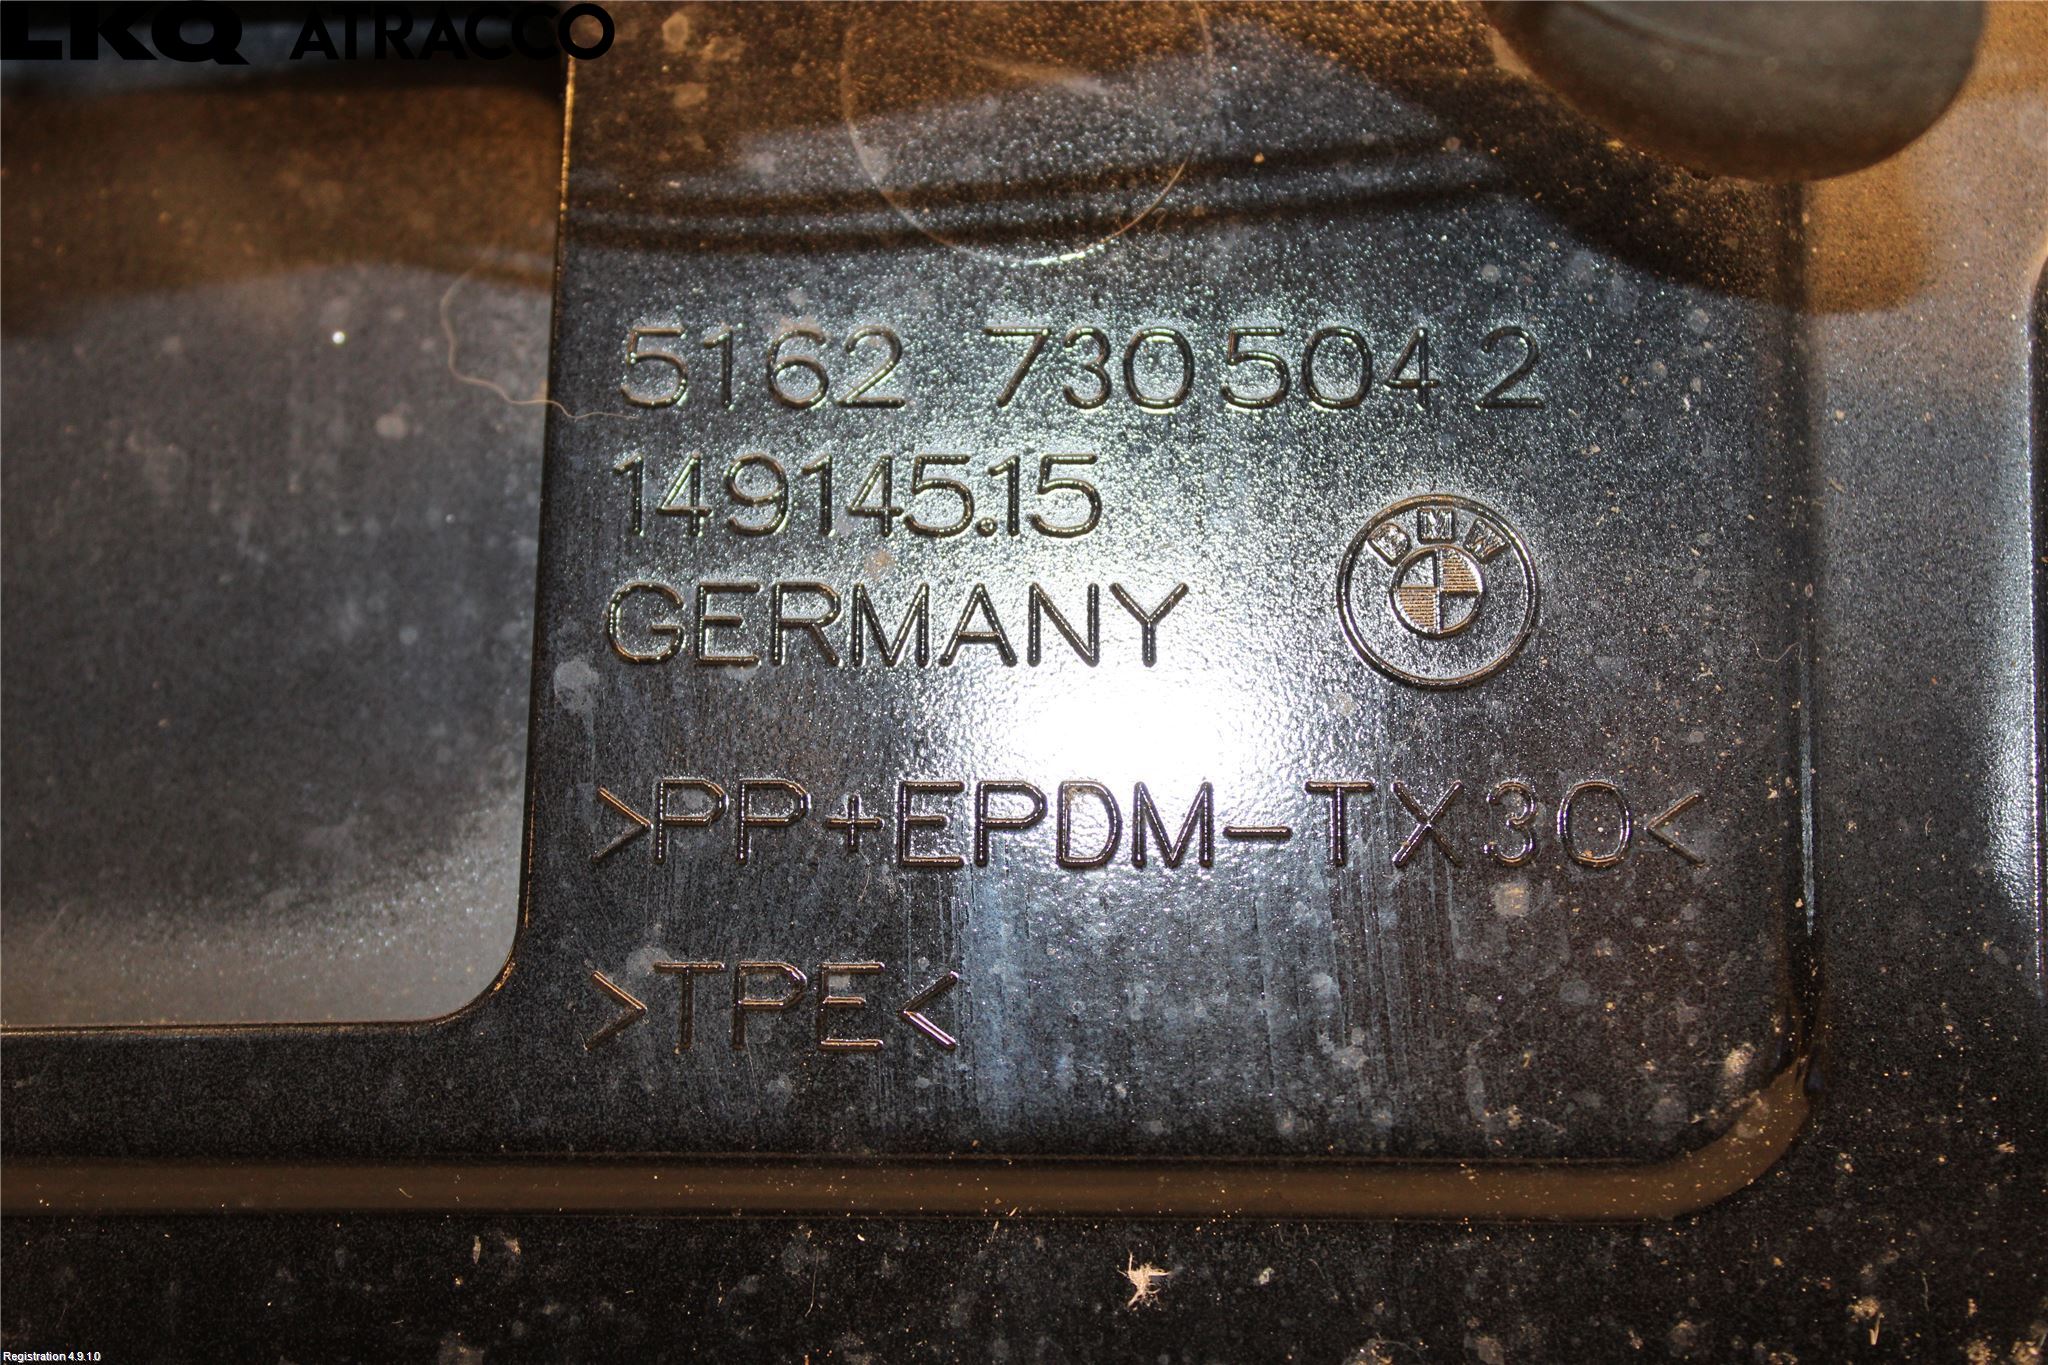 LKQ ATRACCO
5162 7305042
149145.15
GERMANY
BMW
>PP+EPDM-TX30<
>TPE<
Registration 4.9.1.0